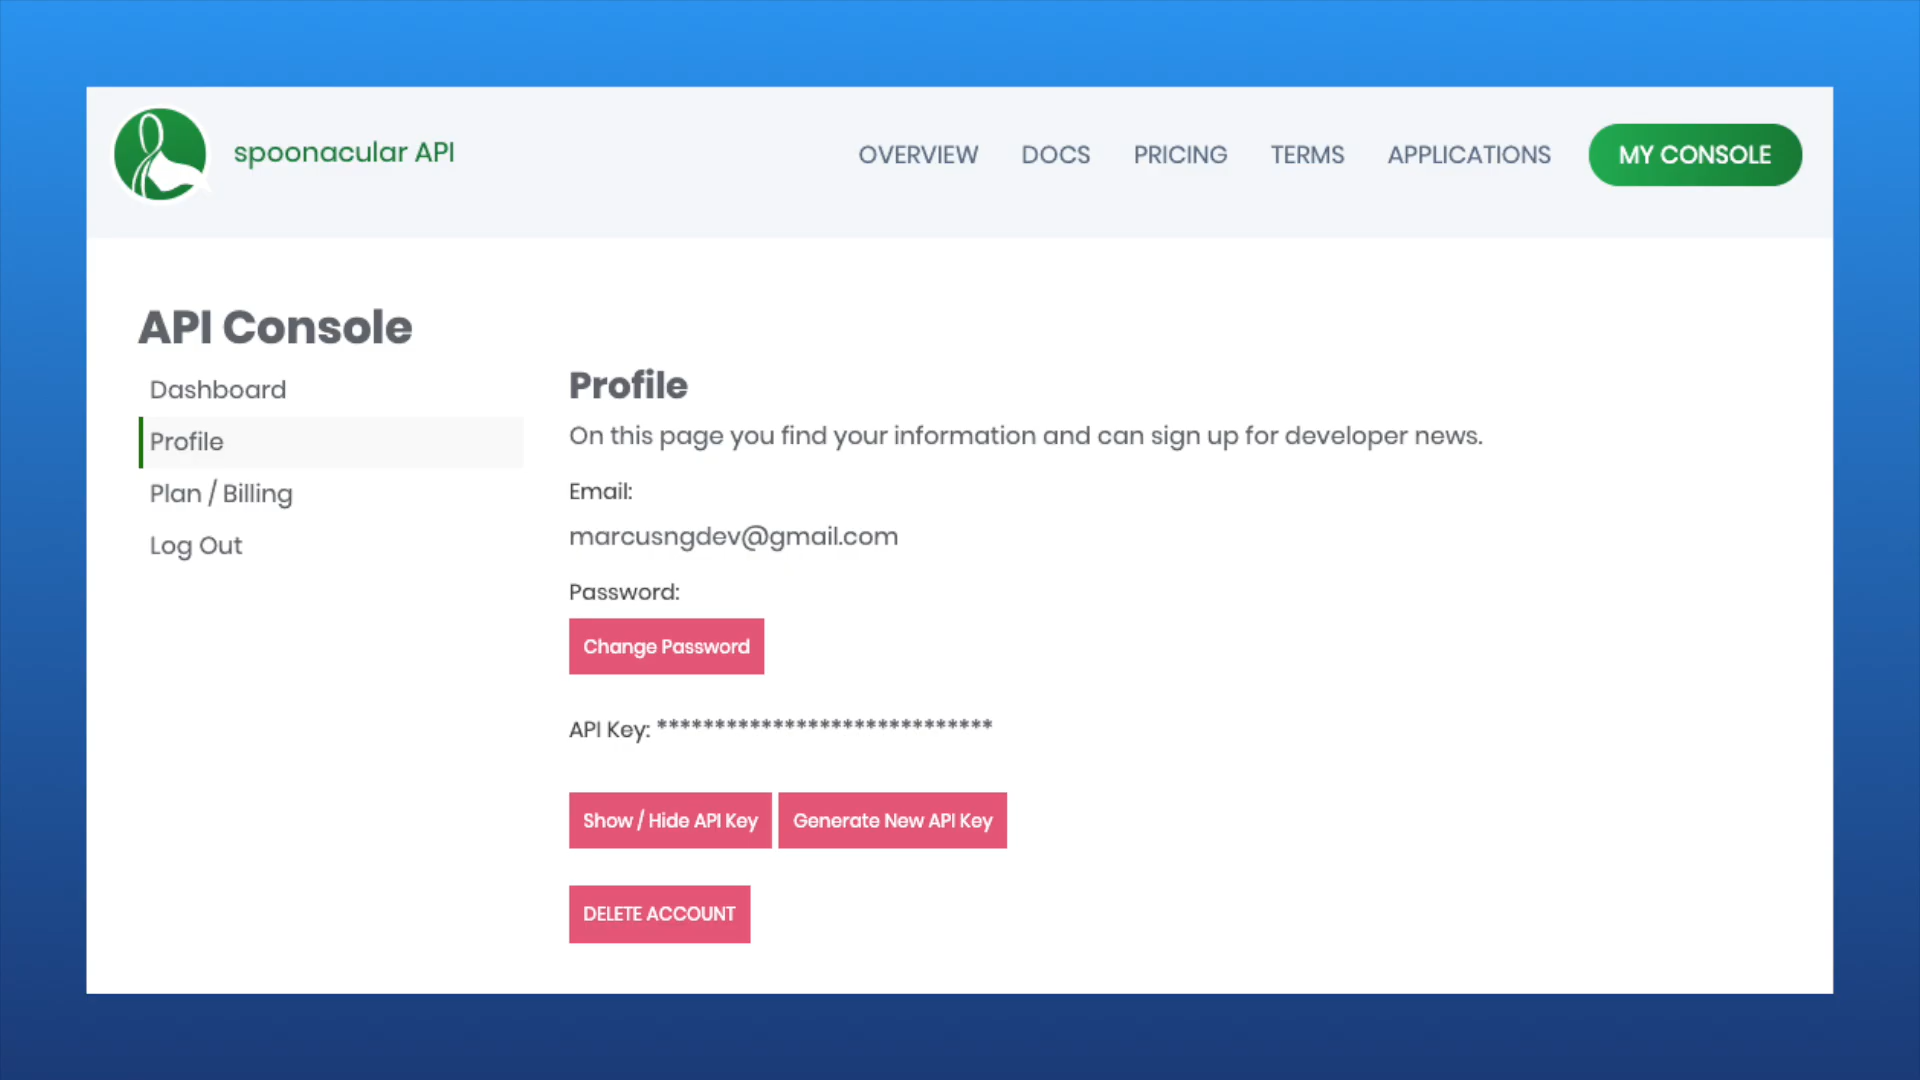 spoonacular API
OVERVIEW DOCS PRICING TERMS APPLICATIONS MY CONSOLE
API Console
Dashboard
Profile
Plan / Billing
Log Out
Profile
On this page you find your information and can sign up for developer news.
Email:
marcusngdev@gmail.com
Password:
Change Password
API Key: *****************************
Show / Hide API Key Generate New API Key
DELETE ACCOUNT